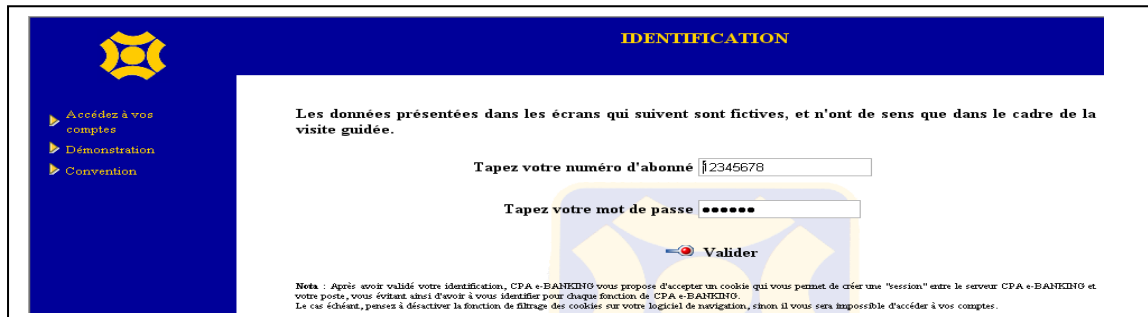 IDENTIFICATION
Accédez à vos
comptes
Démonstration
Convention
Les données présentées dans les écrans qui suivent sont fictives, et n'ont de sens que dans le cadre de la
visite guidée.
Tapez votre numéro d'abonné 12345678
Tapez votre mot de passe ●●●●●●
Valider
Nota : Après avoir validé votre identification, CPA e-BANKING vous propose d'accepter un cookie qui vous permet de créer une "session" entre le serveur CPA e-BANKING et
votre poste, vous évitant ainsi d'avoir à vous identifier pour chaque fonction de CPA e-BANKING.
Le cas échéant, pensez à désactiver la fonction de filtrage des cookies sur votre logiciel de navigation, sinon il vous sera impossible d'accéder à vos comptes.